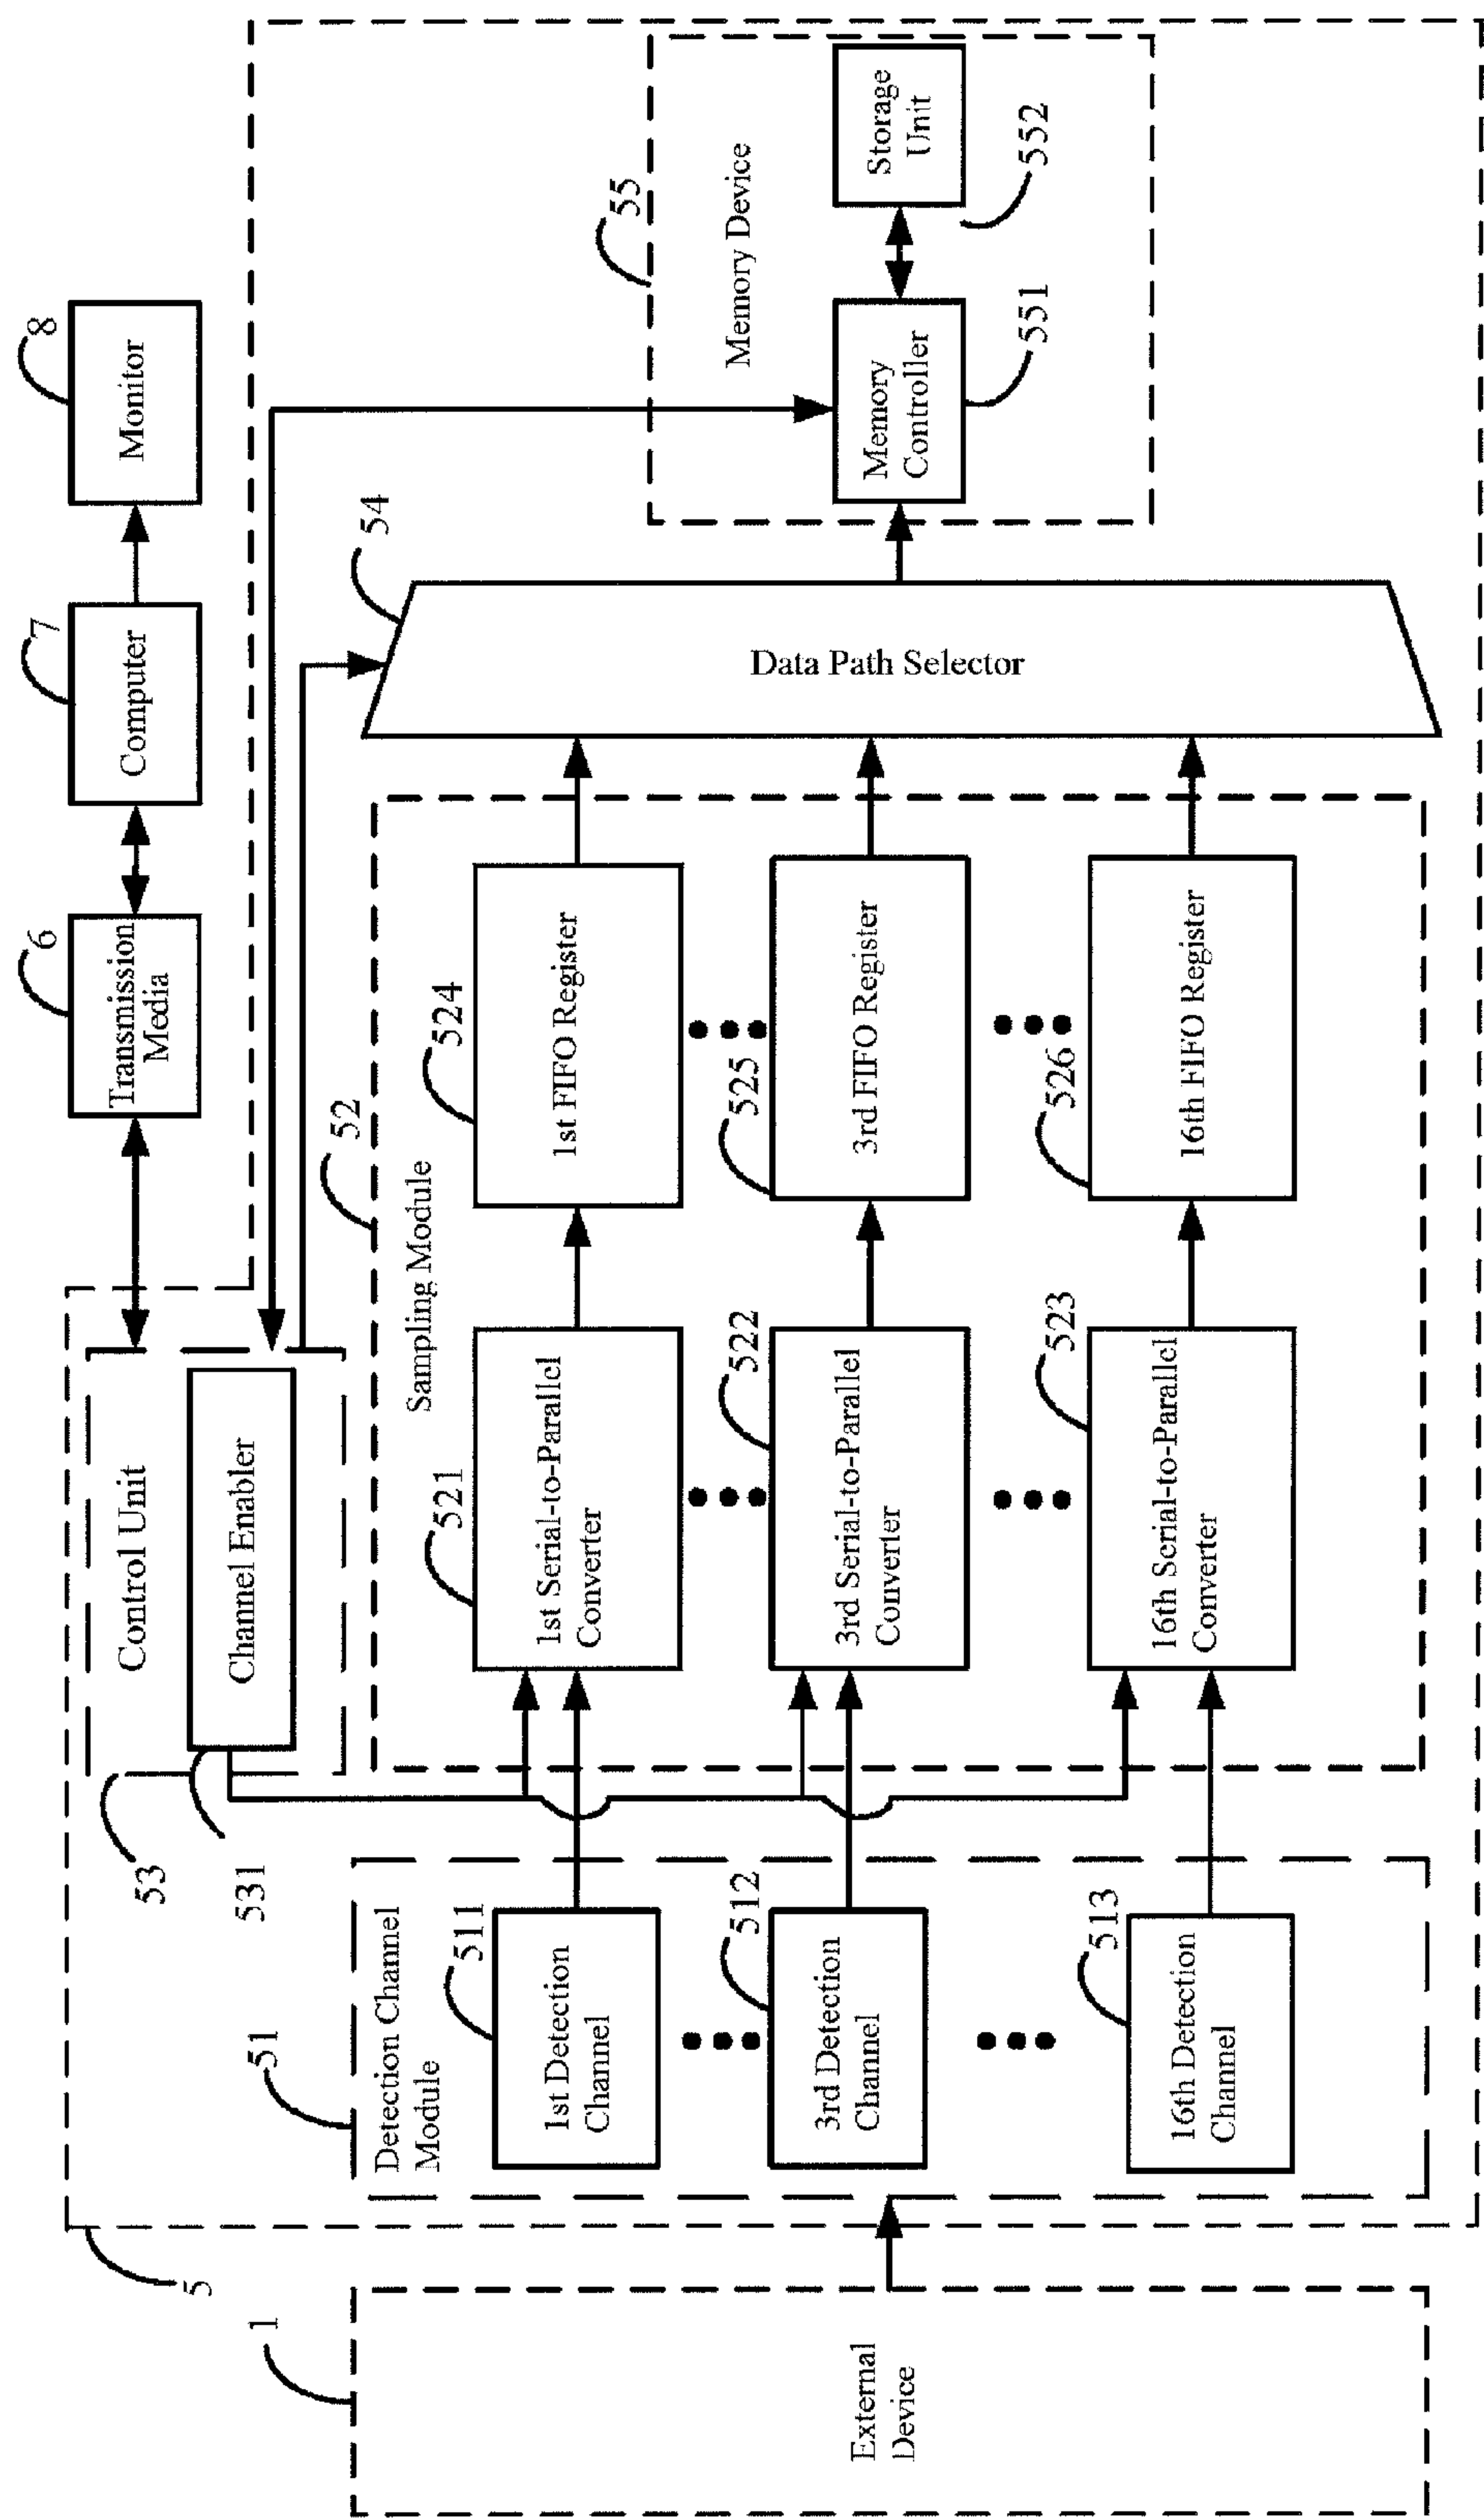 1
External
Device
5
51
Detection Channel
Module
511
1st Detection
Channel
512
3rd Detection
Channel
513
16th Detection
Channel
53
531
Control Unit
Channel Enabler
52
Sampling Module
521
1st Serial-to-Parallel
Converter
522
3rd Serial-to-Parallel
Converter
523
16th Serial-to-Parallel
Converter
524
1st FIFO Register
525
3rd FIFO Register
526
16th FIFO Register
6
Transmission
Media
7
Computer
8
Monitor
54
Data Path Selector
55
Memory Device
Memory
Controller
551
Storage
Unit
552